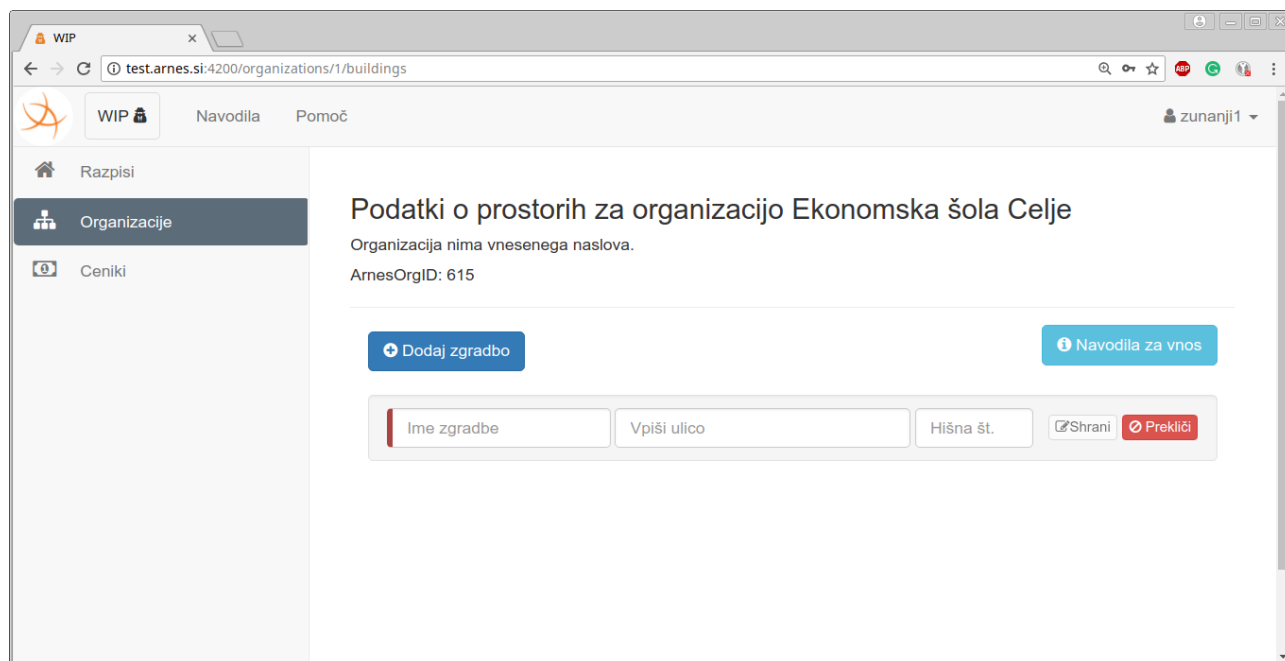 WIP
test.arnes.si:4200/organizations/1/buildings
ABP
WIP Navodila Pomoč zunanji1
Razpisi
Organizacije
Ceniki
Podatki o prostorih za organizacijo Ekonomska šola Celje
Organizacija nima vnesenega naslova.
ArnesOrgID: 615
Dodaj zgradbo Navodila za vnos
Ime zgradbe Vpiši ulico Hišna št. Shrani Prekliči